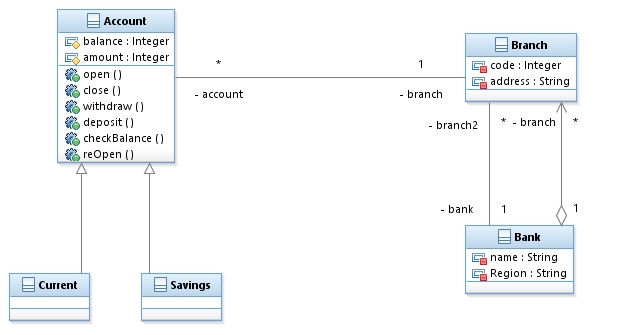 Account
balance : Integer
amount : Integer
open ( )
close ( )
withdraw ( )
deposit ( )
checkBalance ( )
reOpen ( )
* 1
- account - branch
Branch
code : Integer
address : String
- branch2 * - branch *
- bank 1 1
Bank
name : String
Region : String
Current
Savings